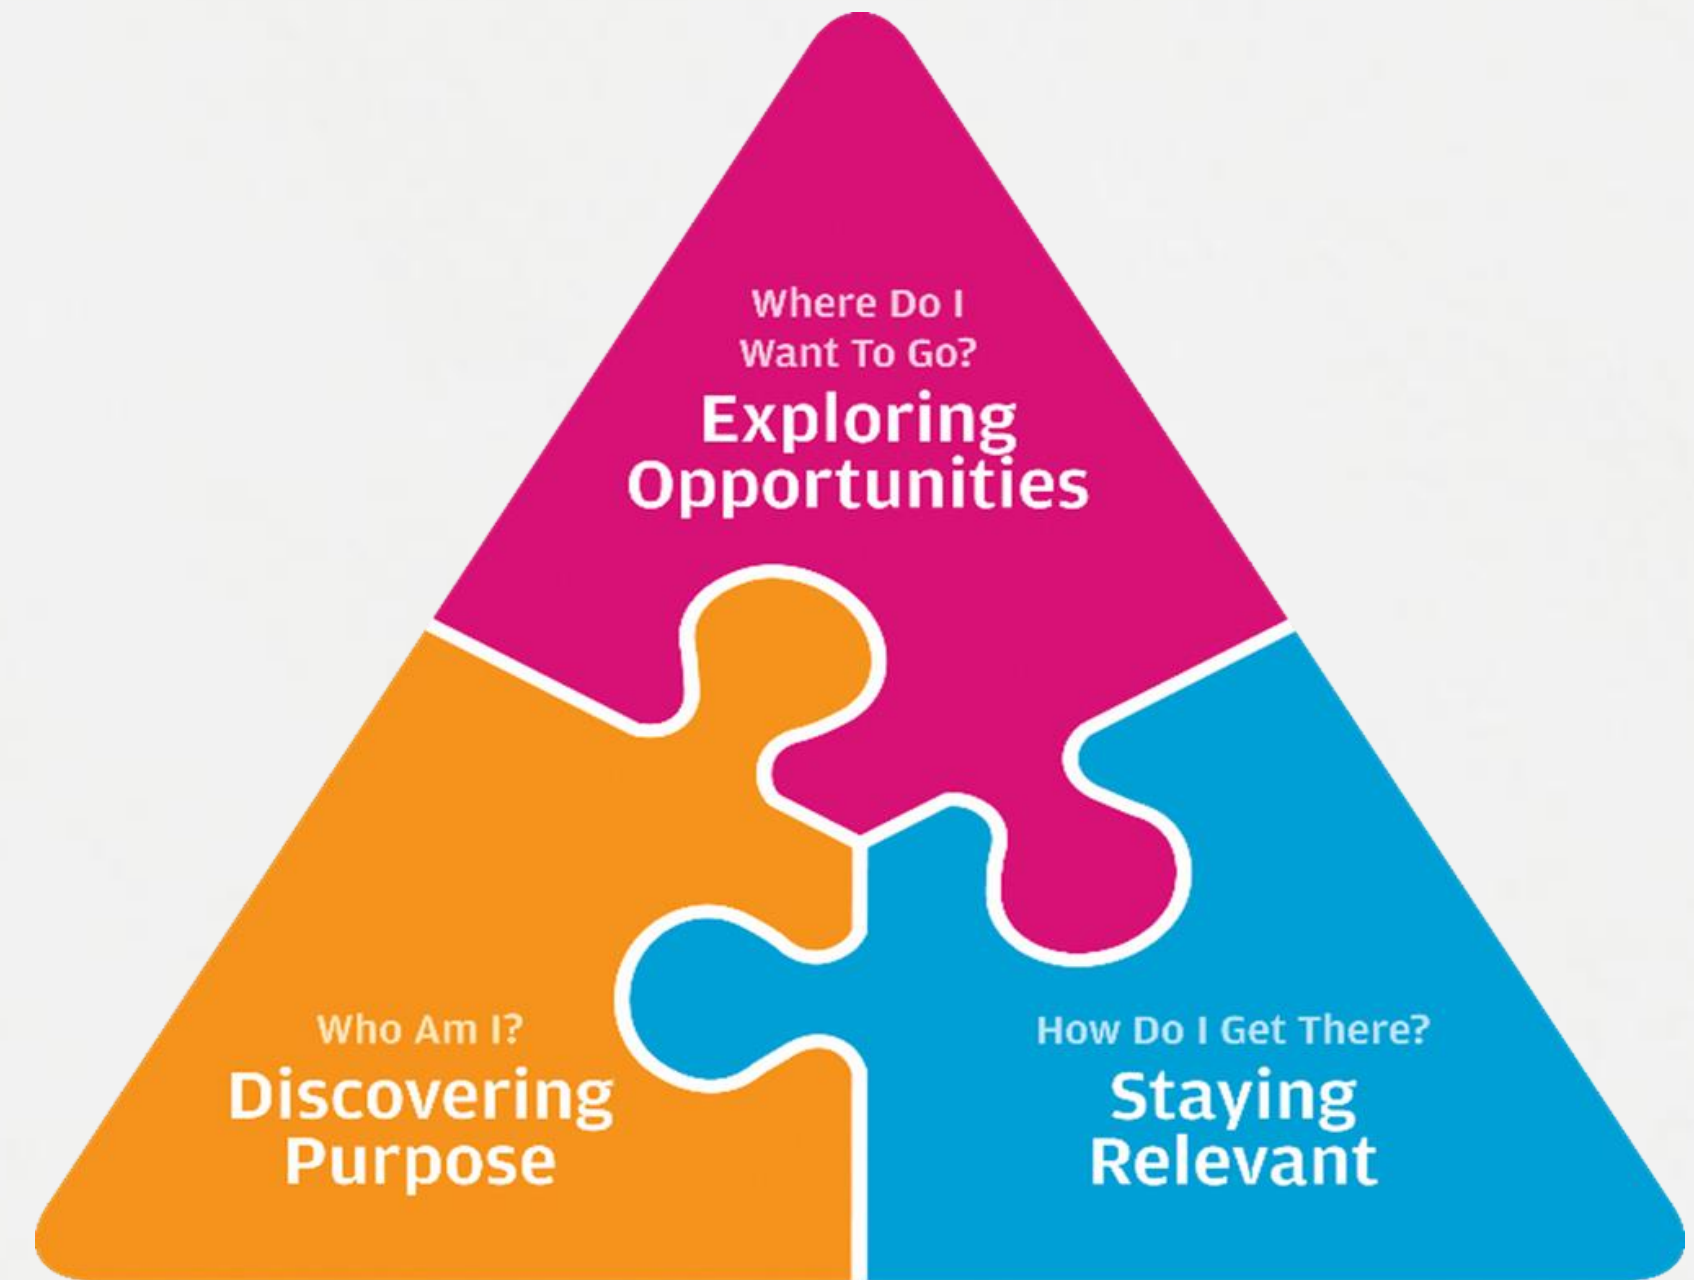 Where Do I
Want To Go?
Exploring
Opportunities
Who Am I?
Discovering
Purpose
How Do I Get There?
Staying
Relevant